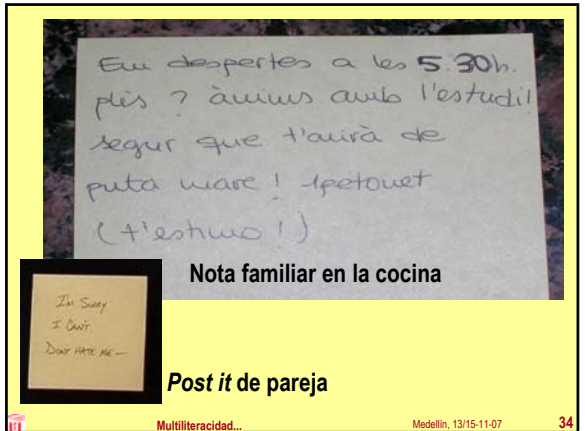 Em despertes a les 5.30h.
plis? ànims amb l'estudi!
segur que t'anirà de
puta mare! 1petonet
(t'estimo!)
Nota familiar en la cocina
I'm Sorry
I Can't
Don't Hate Me—
Post it de pareja
Multiliteracidad...
Medellín, 13/15-11-07
34